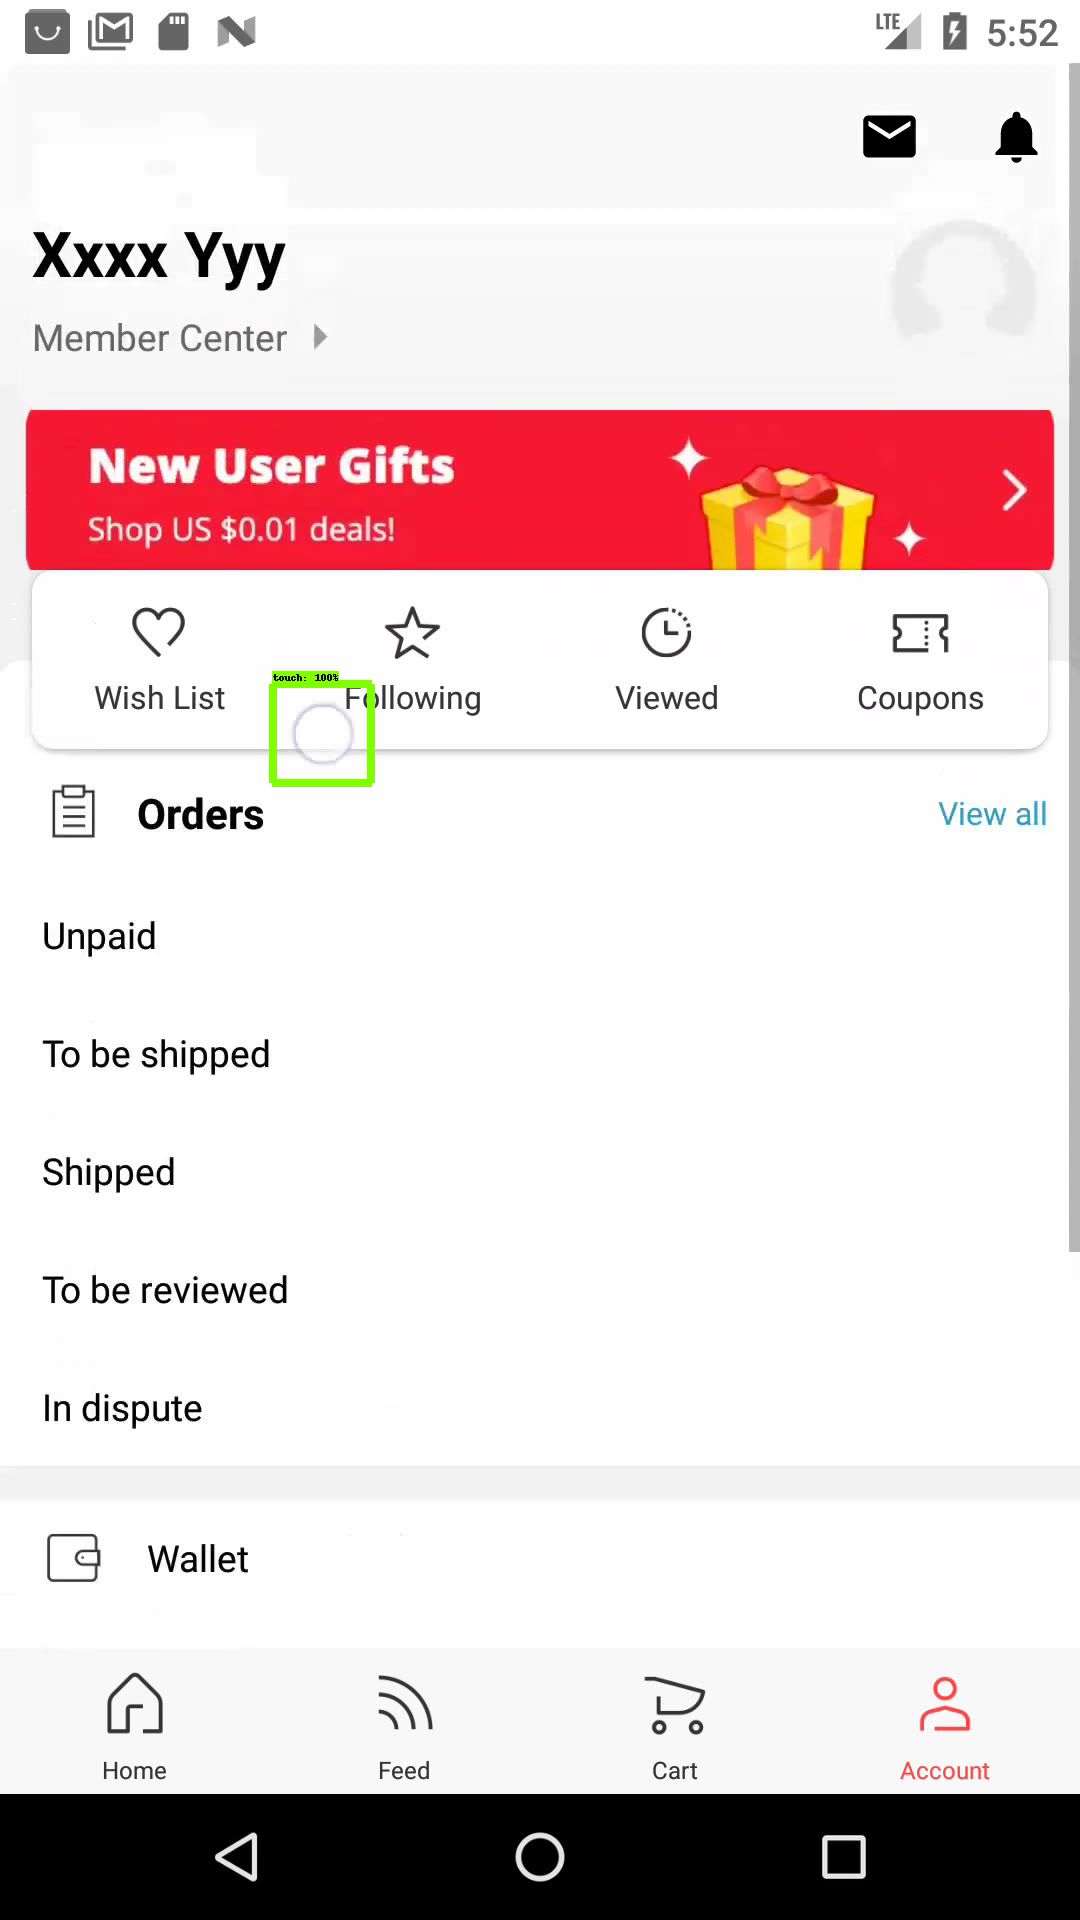 LTE 5:52
Xxxx Yyy
Member Center
New User Gifts
Shop US $0.01 deals!
Wish List Following Viewed Coupons
touch: 100%
Orders View all
Unpaid
To be shipped
Shipped
To be reviewed
In dispute
Wallet
Home Feed Cart Account